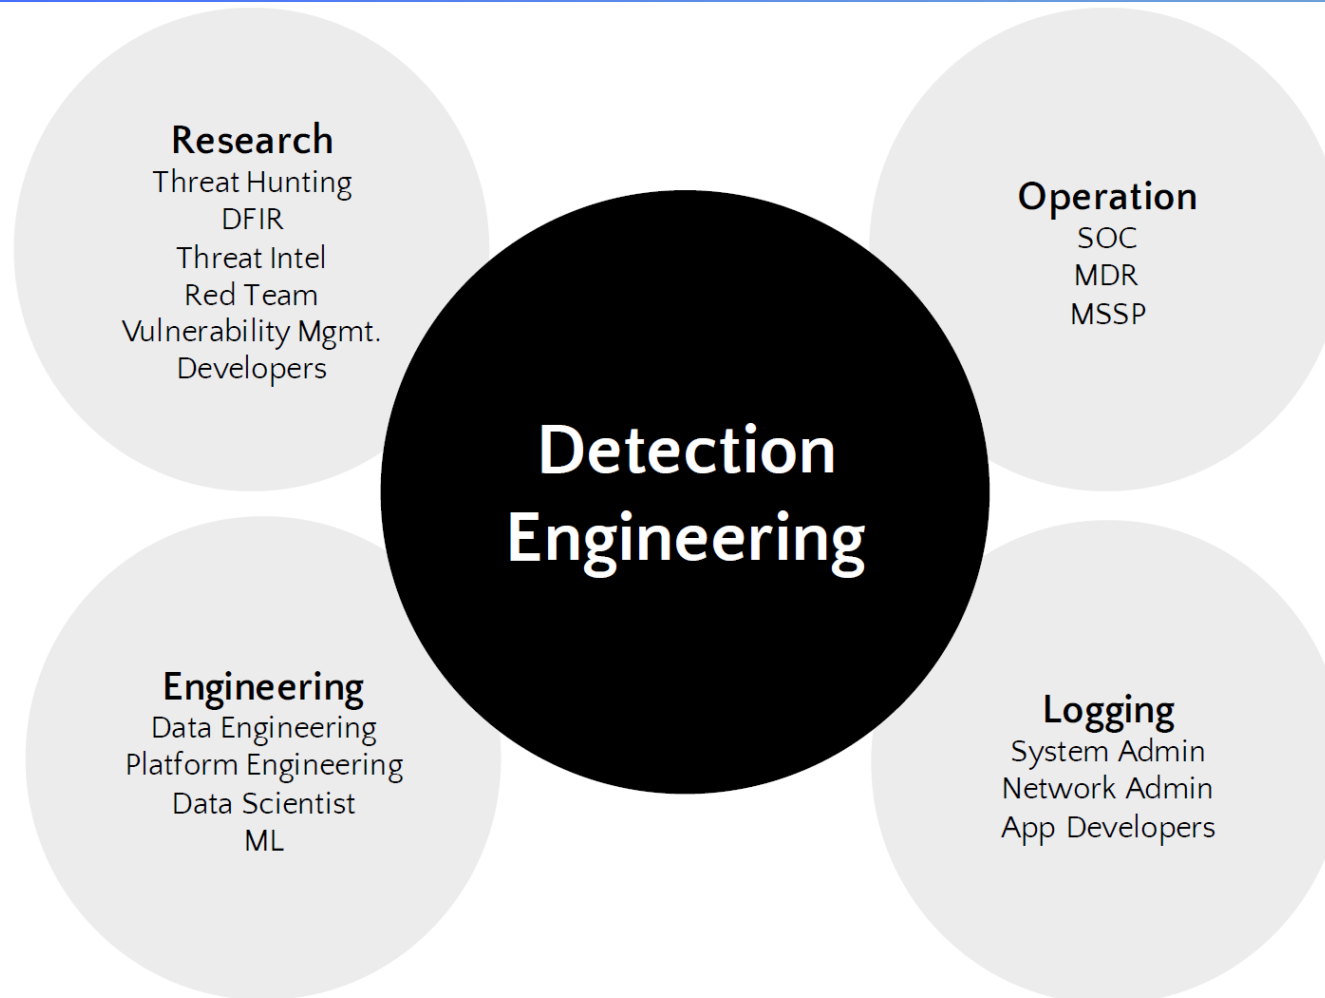 Research
Threat Hunting
DFIR
Threat Intel
Red Team
Vulnerability Mgmt.
Developers
Operation
SOC
MDR
MSSP
Detection
Engineering
Engineering
Data Engineering
Platform Engineering
Data Scientist
ML
Logging
System Admin
Network Admin
App Developers